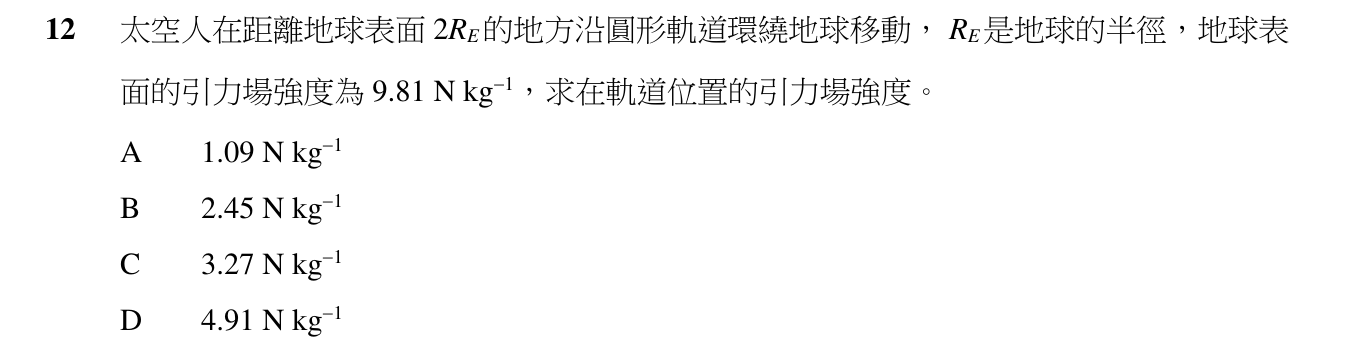 12 太空人在距離地球表面 2R_E的地方沿圓形軌道環繞地球移動， R_E是地球的半徑，地球表
面的引力場強度為 9.81 N kg⁻¹，求在軌道位置的引力場強度。
A 1.09 N kg⁻¹
B 2.45 N kg⁻¹
C 3.27 N kg⁻¹
D 4.91 N kg⁻¹